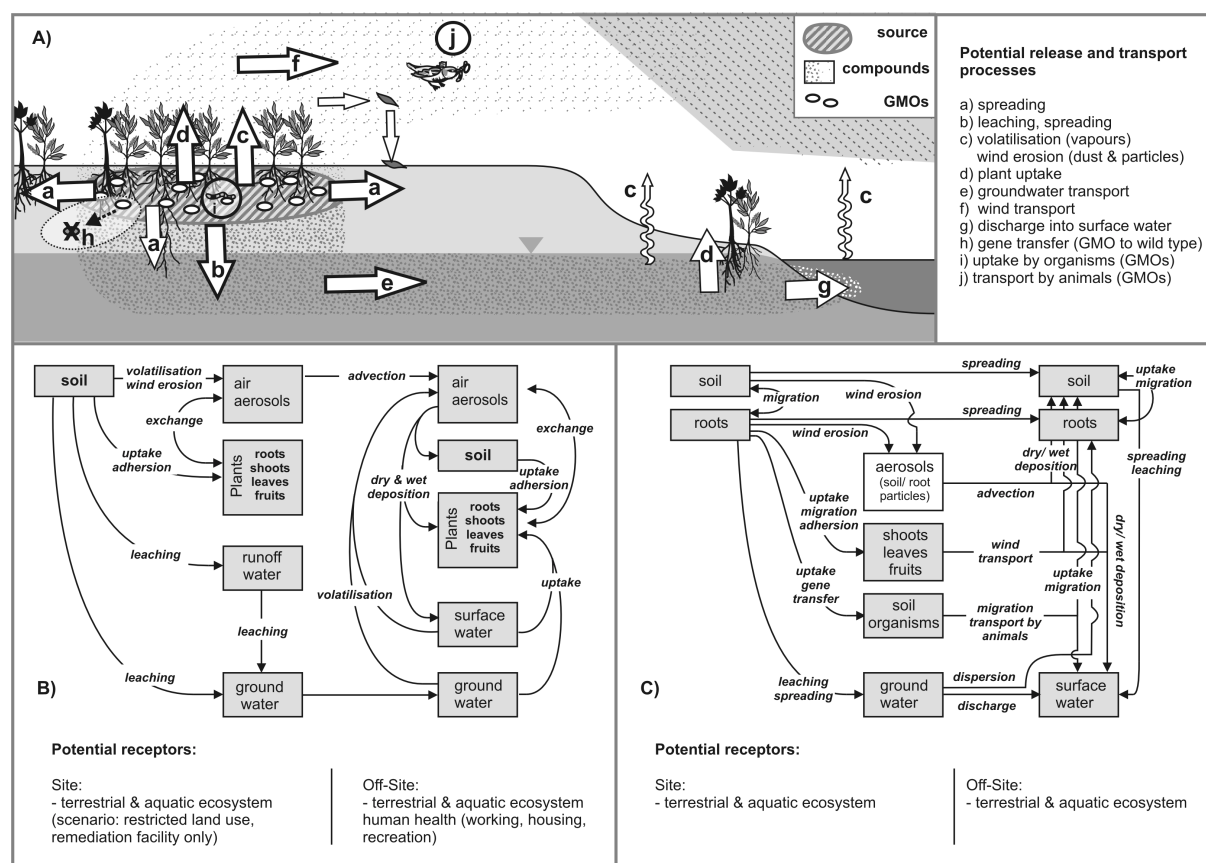 A)
j
f
d
c
a
a
i
h
a
b
e
c
d
c
g
source
compounds
GMOs
Potential release and transport
processes
a) spreading
b) leaching, spreading
c) volatilisation (vapours)
wind erosion (dust & particles)
d) plant uptake
e) groundwater transport
f) wind transport
g) discharge into surface water
h) gene transfer (GMO to wild type)
i) uptake by organisms (GMOs)
j) transport by animals (GMOs)
soil
volatilisation
wind erosion
air
aerosols
advection
air
aerosols
exchange
exchange
uptake
adhersion
Plants
roots
shoots
leaves
fruits
soil
dry & wet
deposition
uptake
adhersion
Plants
roots
shoots
leaves
fruits
leaching
runoff
water
volatilisation
uptake
leaching
surface
water
B)
leaching
ground
water
ground
water
Potential receptors:
Site:
- terrestrial & aquatic ecosystem
(scenario: restricted land use,
remediation facility only)
Off-Site:
- terrestrial & aquatic ecosystem
human health (working, housing,
recreation)
soil
spreading
soil
uptake
migration
migration
wind erosion
roots
spreading
roots
wind erosion
aerosols
(soil/ root
particles)
dry/ wet
deposition
spreading
leaching
advection
uptake
migration
adhersion
shoots
leaves
fruits
wind
transport
dry/ wet deposition
uptake
gene
transfer
uptake
migration
soil
organisms
migration
transport by
animals
C)
leaching
spreading
ground
water
dispersion
discharge
surface
water
Potential receptors:
Site:
- terrestrial & aquatic ecosystem
Off-Site:
- terrestrial & aquatic ecosystem